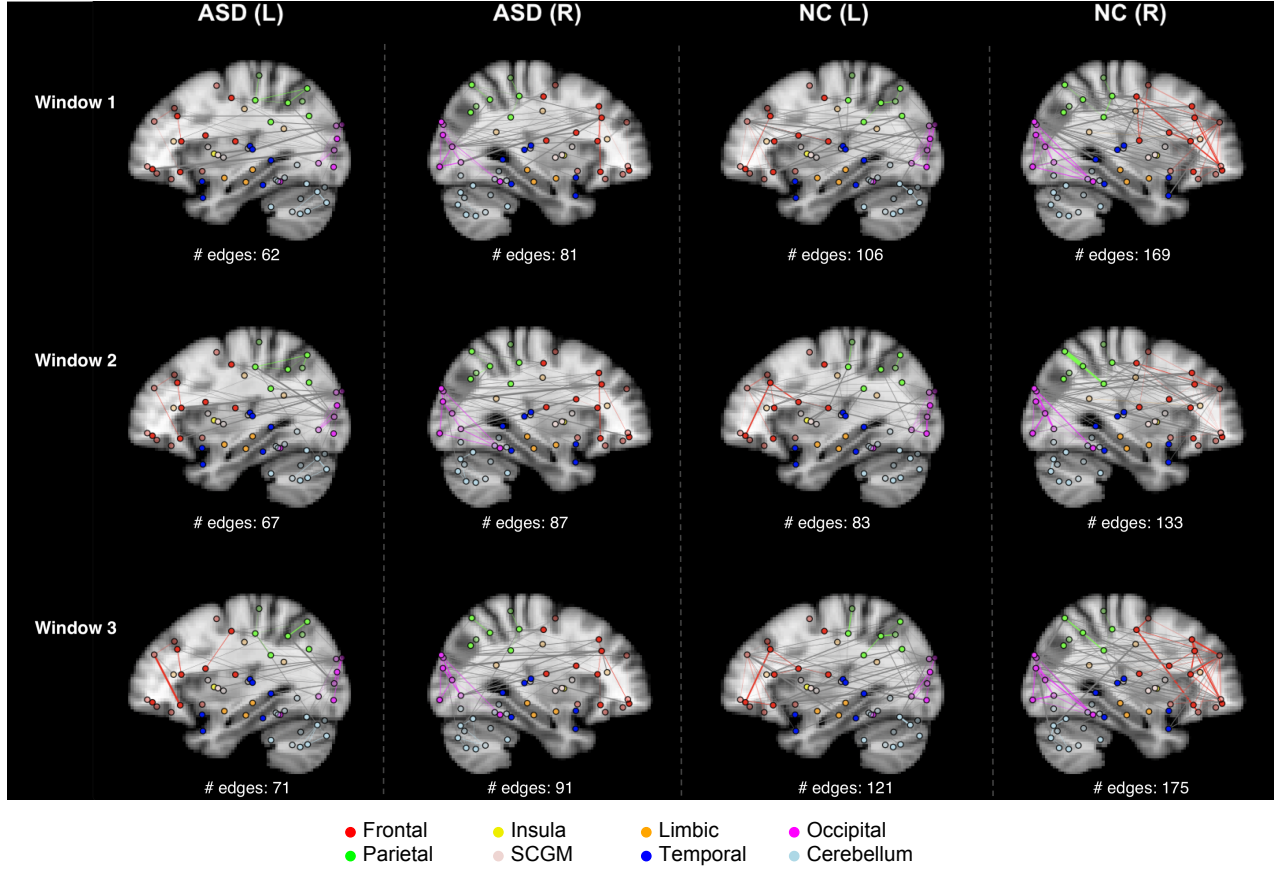 ASD (L) ASD (R) NC (L) NC (R)
Window 1
# edges: 62 # edges: 81 # edges: 106 # edges: 169
Window 2
# edges: 67 # edges: 87 # edges: 83 # edges: 133
Window 3
# edges: 71 # edges: 91 # edges: 121 # edges: 175
Frontal Insula Limbic Occipital
Parietal SCGM Temporal Cerebellum